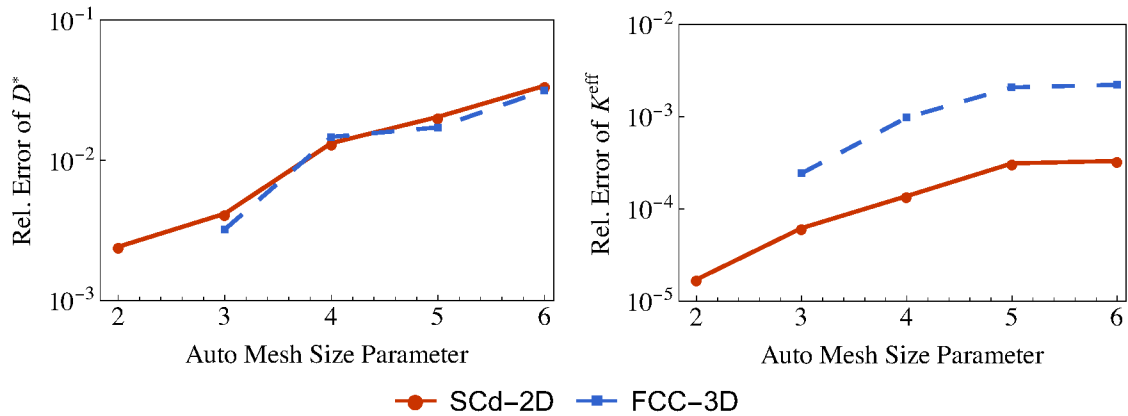 Rel. Error of D*
10⁻¹
10⁻²
10⁻³
2 3 4 5 6
Auto Mesh Size Parameter
Rel. Error of Kᵉᶠᶠ
10⁻²
10⁻³
10⁻⁴
10⁻⁵
2 3 4 5 6
Auto Mesh Size Parameter
SCd-2D FCC-3D